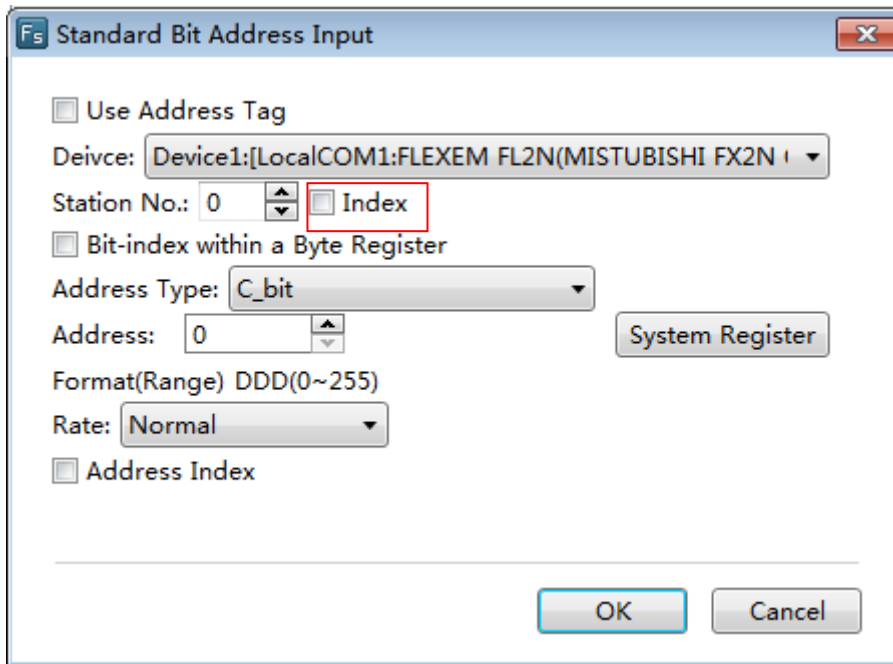 Fs Standard Bit Address Input
Use Address Tag
Deivce: Device1:[LocalCOM1:FLEXEM FL2N(MISTUBISHI FX2N
Station No.: 0 Index
Bit-index within a Byte Register
Address Type: C_bit
Address: 0 System Register
Format(Range) DDD(0~255)
Rate: Normal
Address Index
OK Cancel